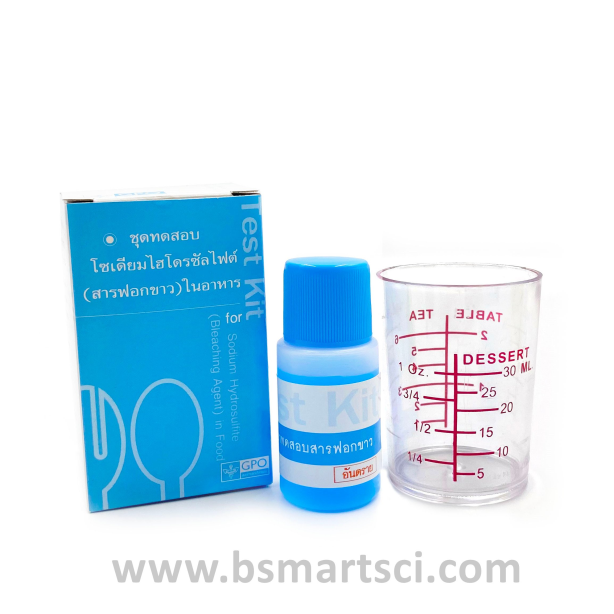 ชุดทดสอบ
โซเดียมไฮโดรซัลไฟต์
(สารฟอกขาว)ในอาหาร
Test Kit
for
Sodium Hydrosulfite
(Bleaching Agent) in Food
GPO
st Kit
ทดสอบสารฟอกขาว
อันตราย
TEA TABLE
6 2
5
DESSERT
1 OZ. 30 ML.
3/4 25
20
1/2 15
10
1/4 5
www.bsmartsci.com